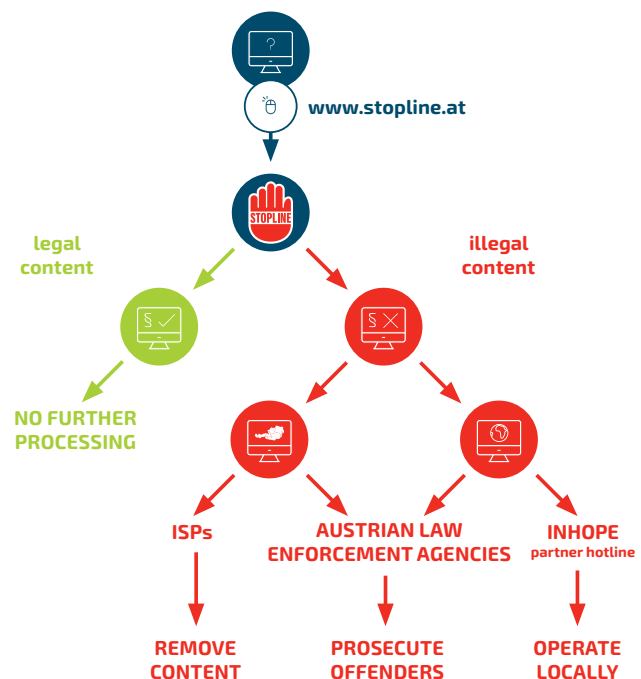 ?
www.stopline.at
STOPLINE
legal
content
illegal
content
§
§
NO FURTHER
PROCESSING
ISPs
AUSTRIAN LAW
ENFORCEMENT AGENCIES
INHOPE
partner hotline
REMOVE
CONTENT
PROSECUTE
OFFENDERS
OPERATE
LOCALLY